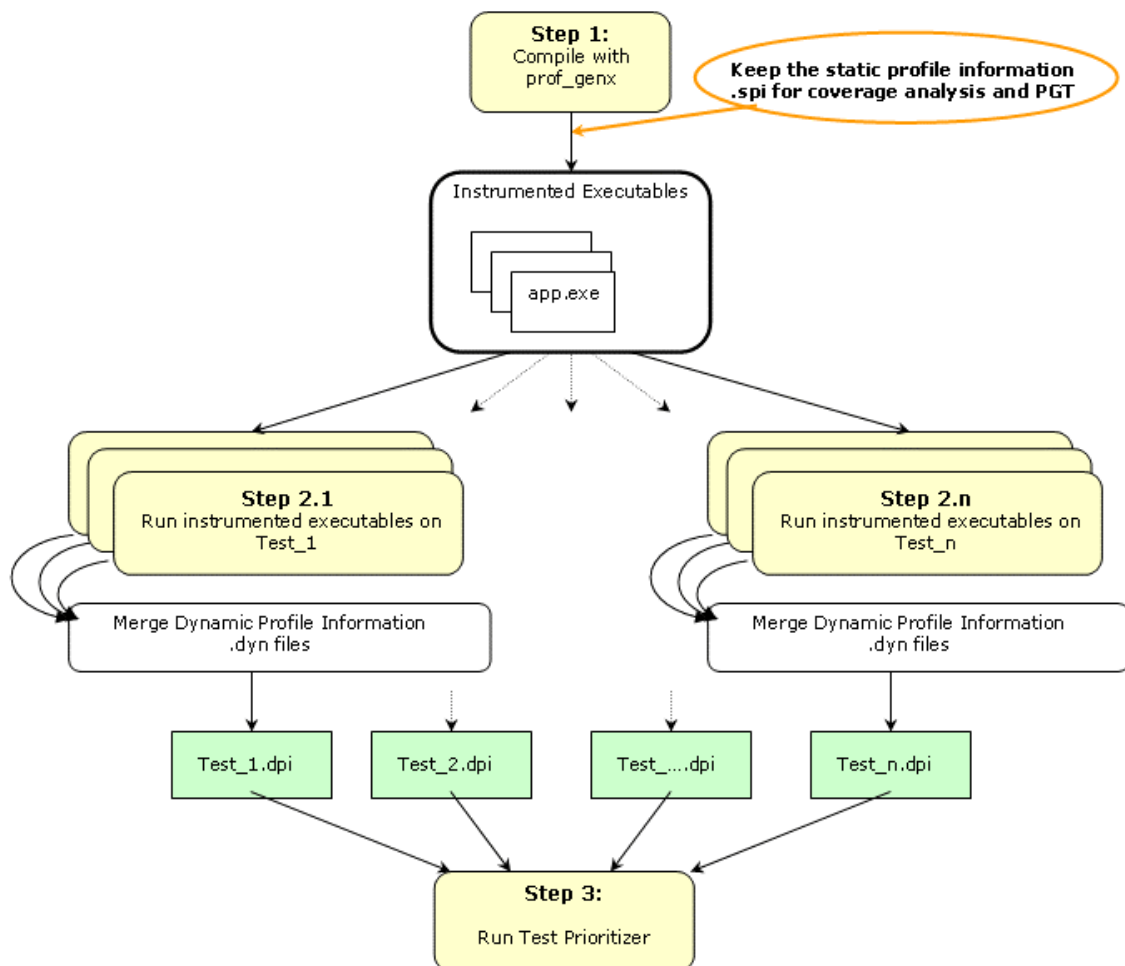 Step 1:
Compile with
prof_genx
Keep the static profile information
.spi for coverage analysis and PGT
Instrumented Executables
app.exe
Step 2.1
Run instrumented executables on
Test_1
Step 2.n
Run instrumented executables on
Test_n
Merge Dynamic Profile Information
.dyn files
Merge Dynamic Profile Information
.dyn files
Test_1.dpi
Test_2.dpi
Test_....dpi
Test_n.dpi
Step 3:
Run Test Prioritizer